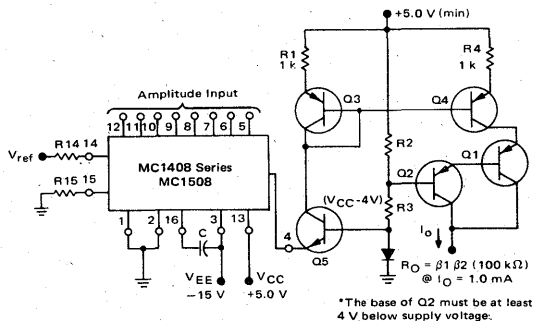 +5.0 V (min)
R1
1 k
R4
1 k
Amplitude Input
Q3
Q4
12 11 10 9 8 7 6 5
R14 14
Vref
MC1408 Series
MC1508
R2
Q2
Q1
R15 15
(VCC-4V)
R3
1 2 16 3 13
4
C
Q5
IO
VEE
-15 V
VCC
+5.0 V
RO = β1 β2 (100 kΩ)
@ IO = 1.0 mA
*The base of Q2 must be at least
4 V below supply voltage.